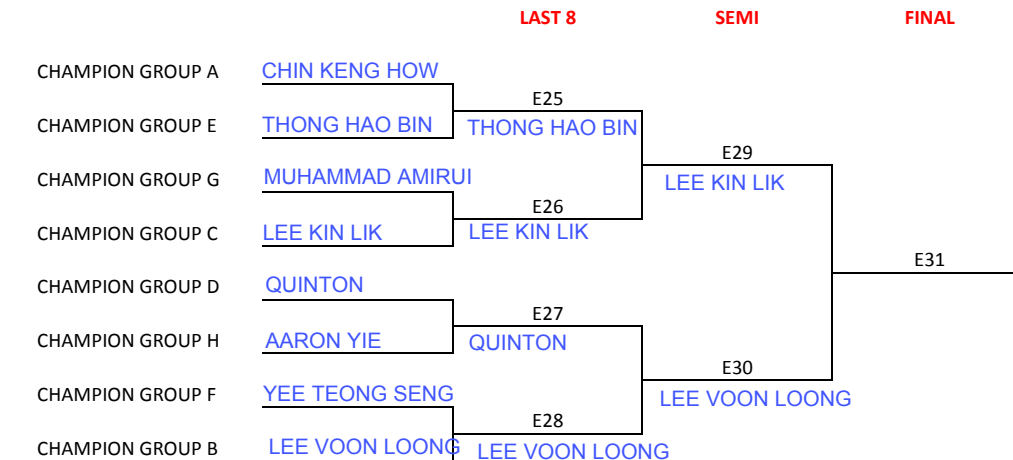 LAST 8 SEMI FINAL
CHAMPION GROUP A CHIN KENG HOW
E25
CHAMPION GROUP E THONG HAO BIN THONG HAO BIN
E29
CHAMPION GROUP G MUHAMMAD AMIRUI LEE KIN LIK
E26
CHAMPION GROUP C LEE KIN LIK LEE KIN LIK
E31
CHAMPION GROUP D QUINTON
E27
CHAMPION GROUP H AARON YIE QUINTON
E30
CHAMPION GROUP F YEE TEONG SENG LEE VOON LOONG
E28
CHAMPION GROUP B LEE VOON LOONG LEE VOON LOONG